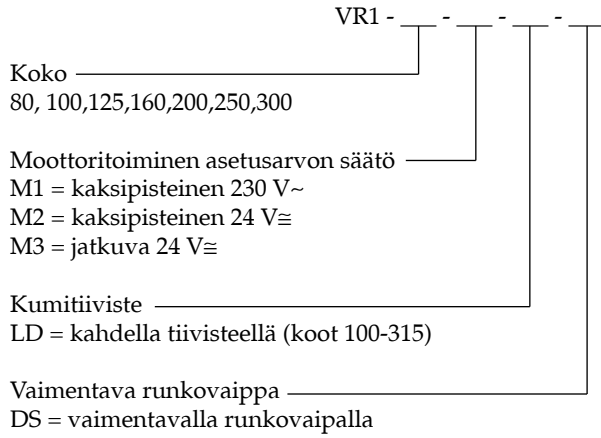 VR1 - ___ - ___ - ___ - ___
Koko
80, 100,125,160,200,250,300
Moottoritoiminen asetusarvon säätö
M1 = kaksipisteinen 230 V~
M2 = kaksipisteinen 24 V≅
M3 = jatkuva 24 V≅
Kumitiiviste
LD = kahdella tiivisteellä (koot 100-315)
Vaimentava runkovaippa
DS = vaimentavalla runkovaipalla